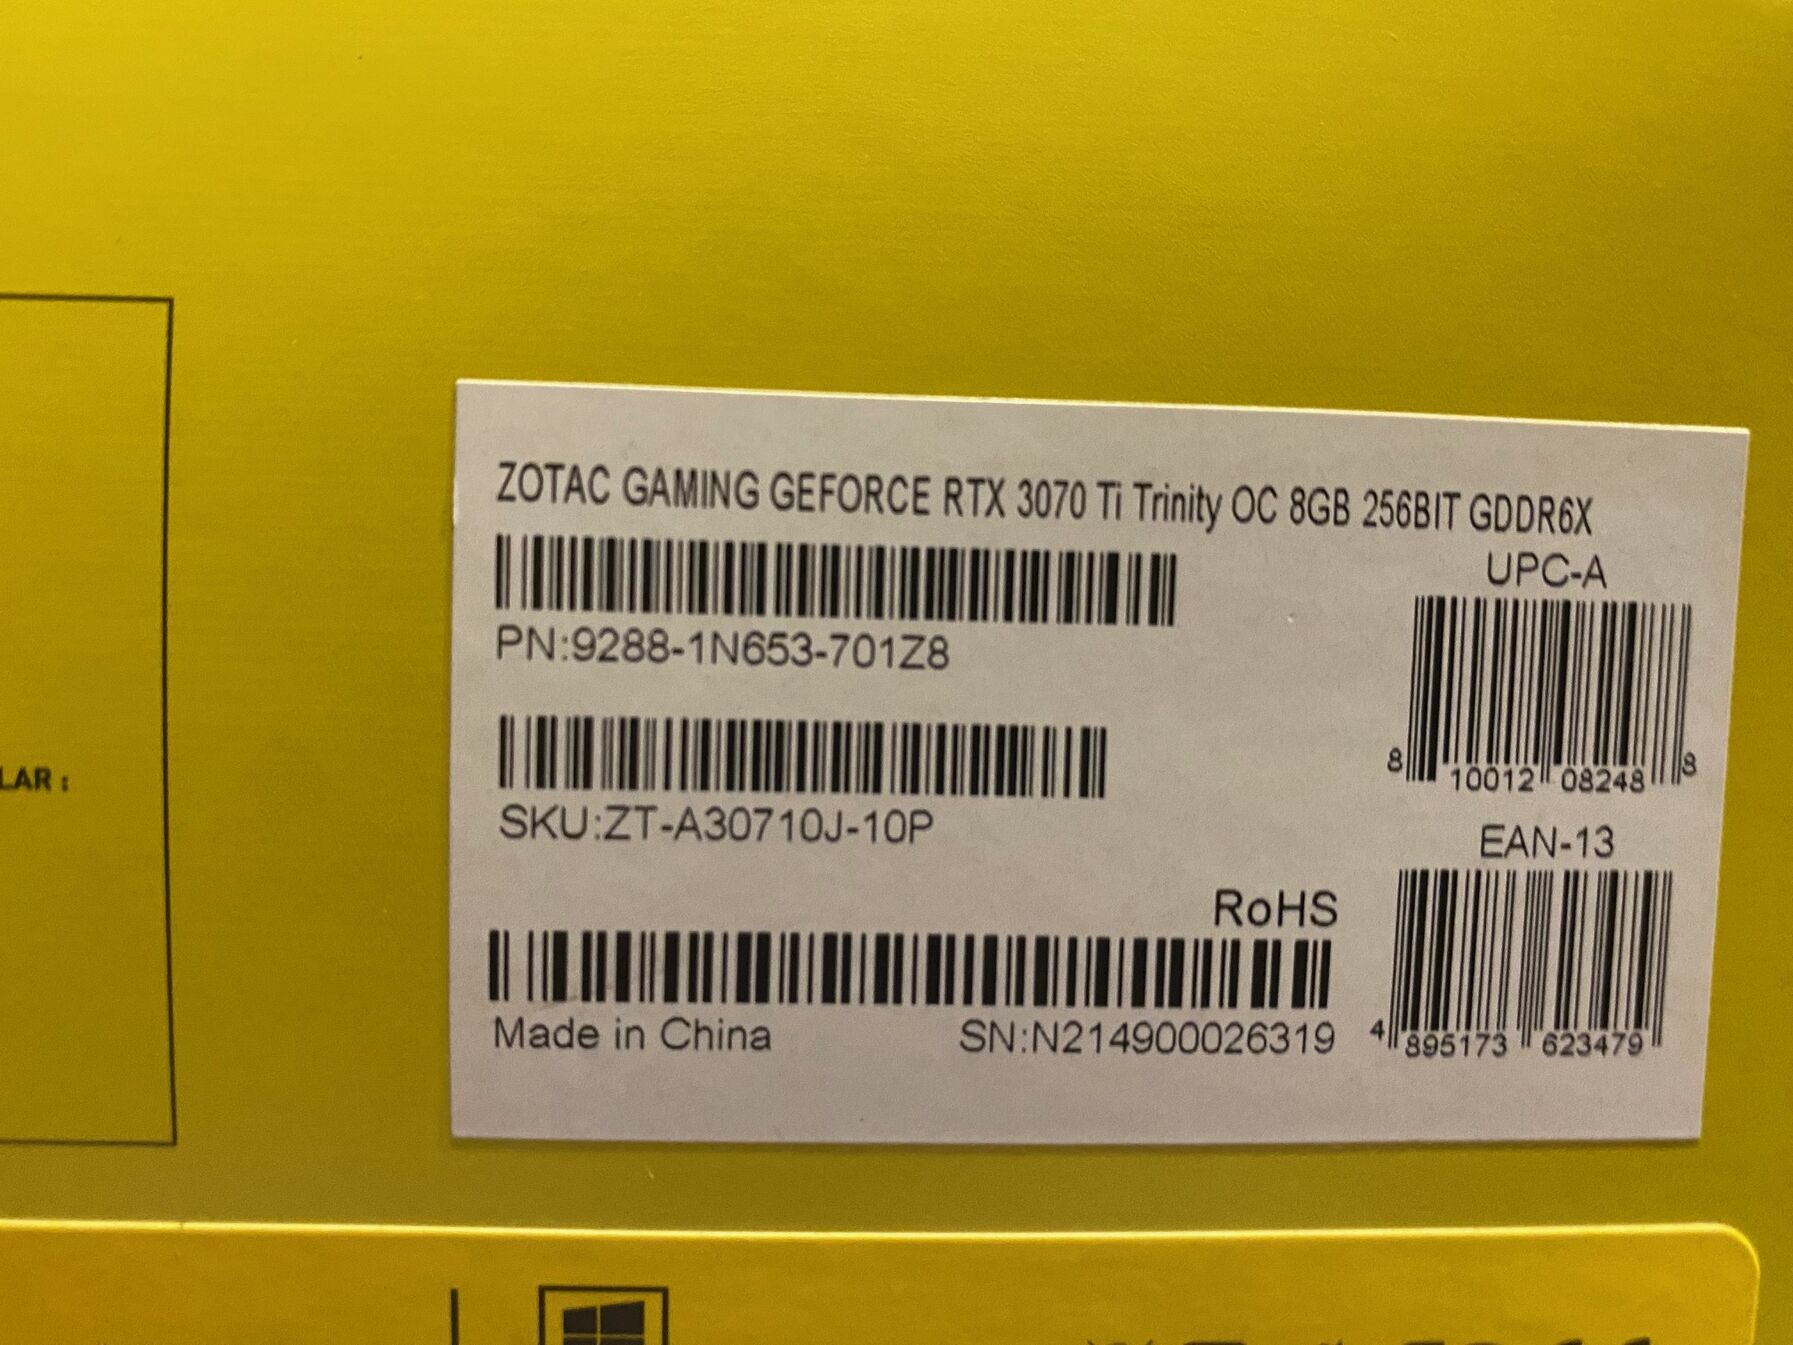 ZOTAC GAMING GEFORCE RTX 3070 Ti Trinity OC 8GB 256BIT GDDR6X
UPC-A
PN:9288-1N653-701Z8
8 10012 08248 8
SKU:ZT-A30710J-10P
EAN-13
RoHS
Made in China SN:N214900026319
4 895173 623479
LAR :